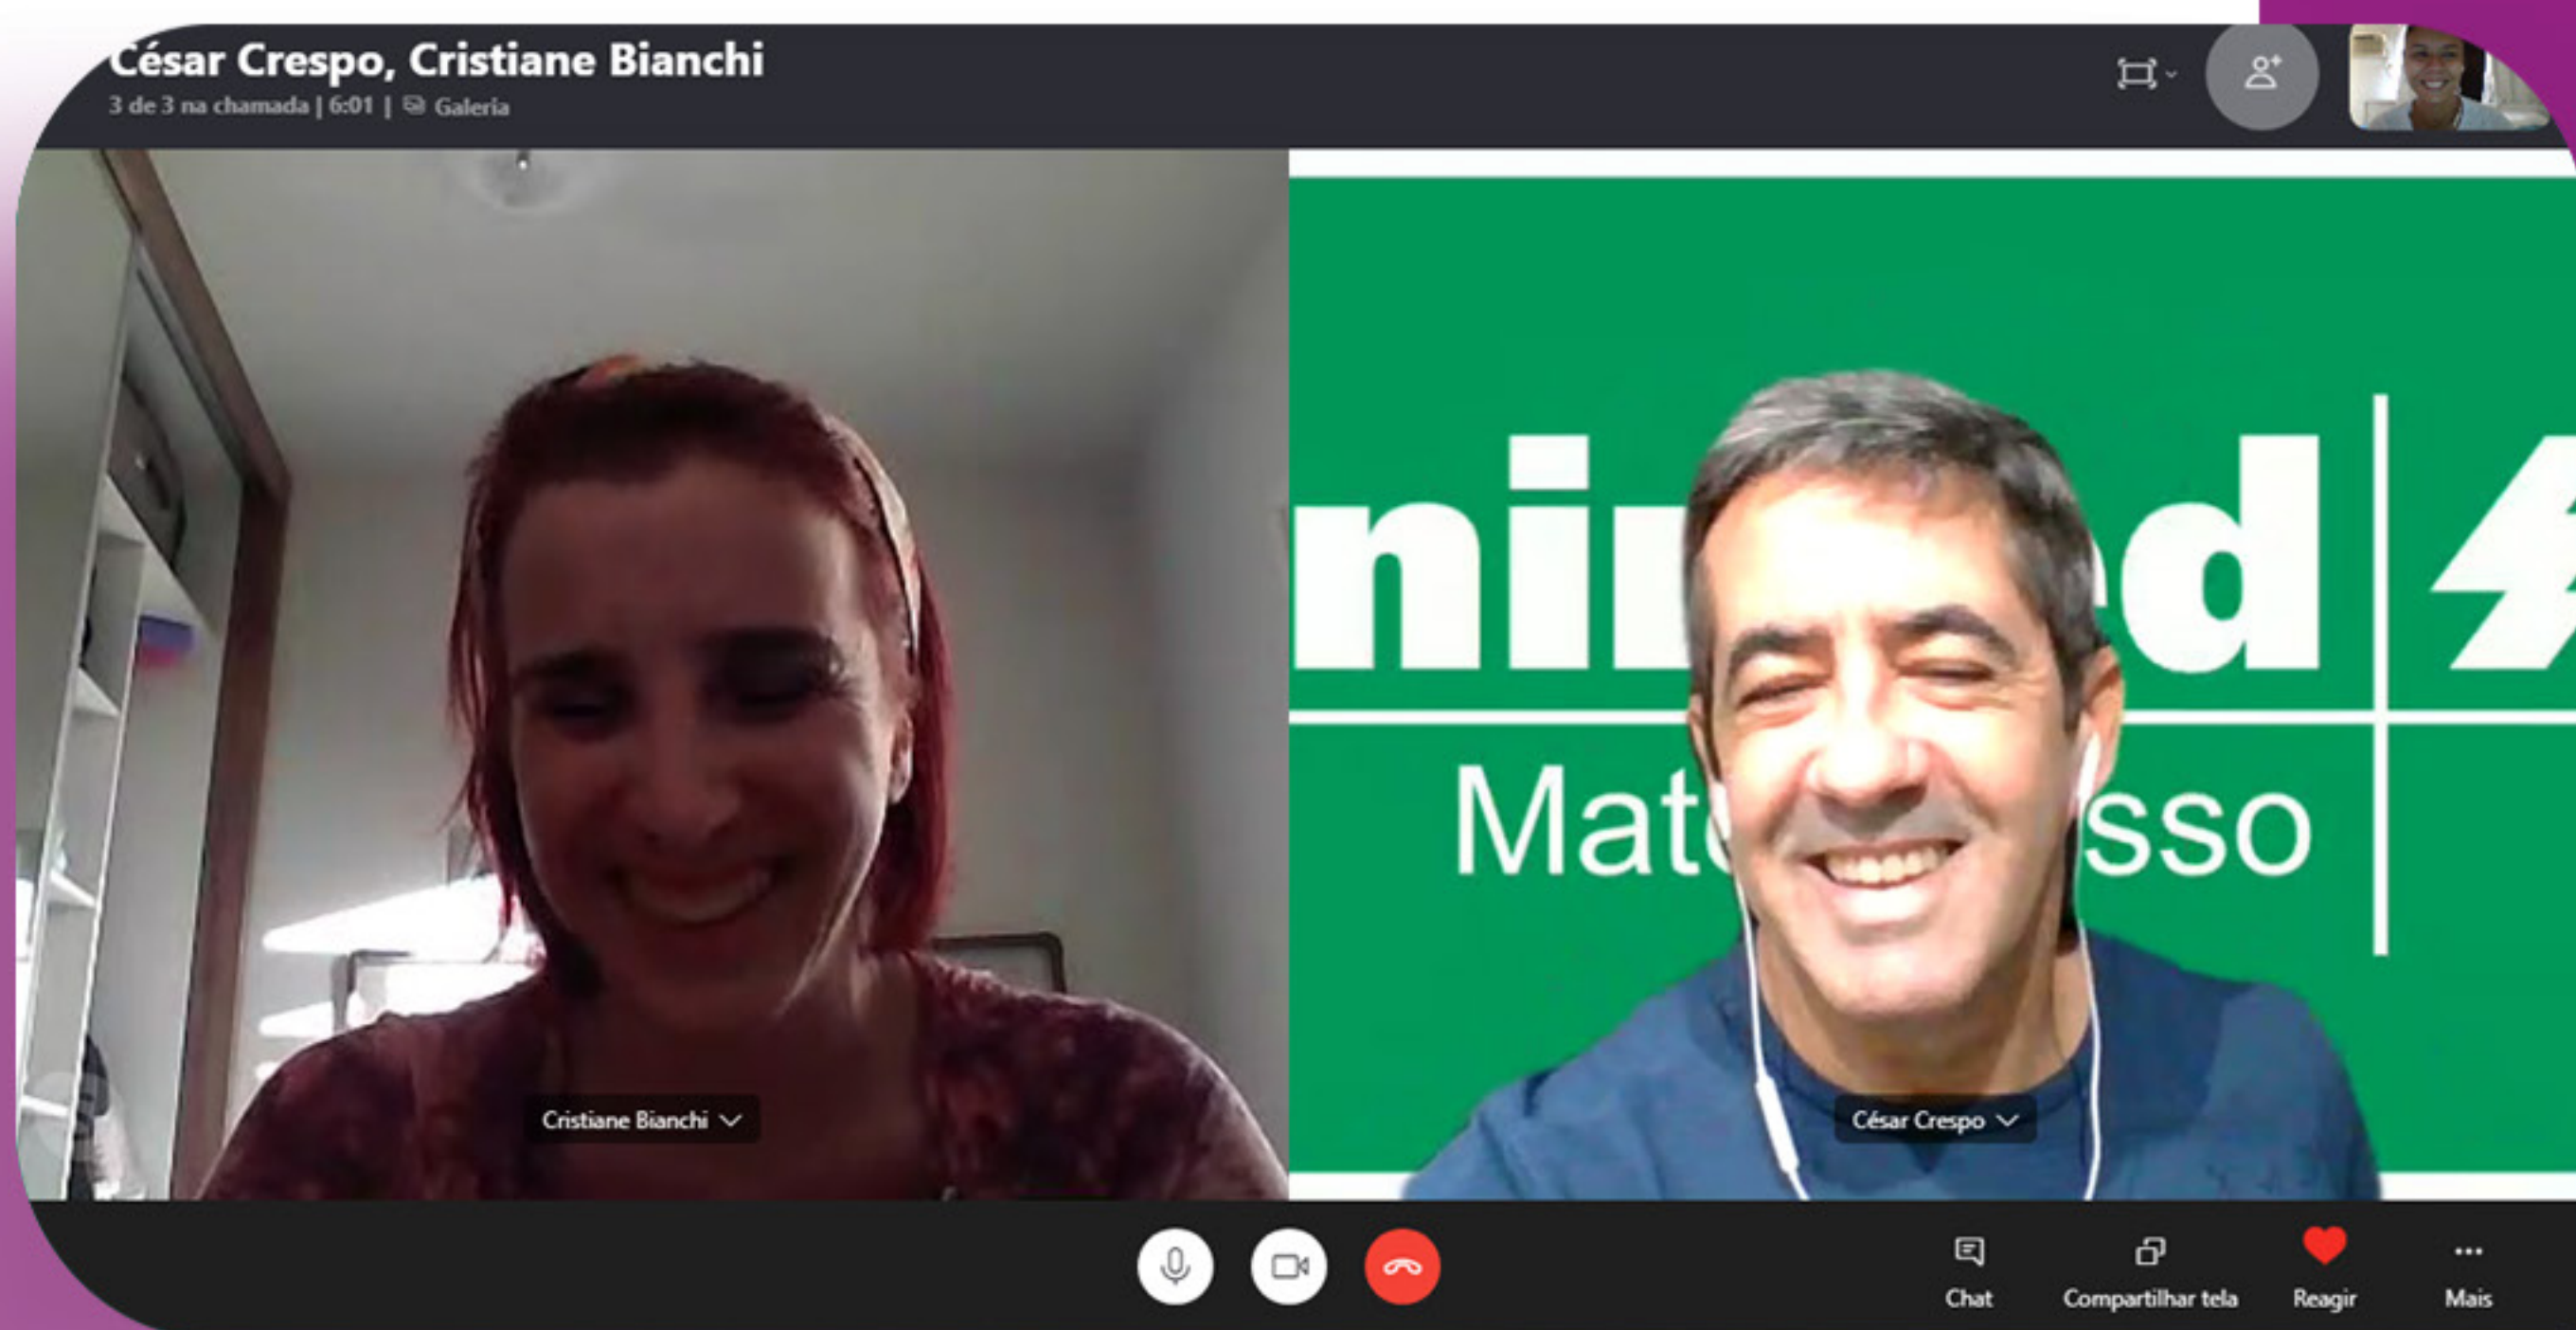 César Crespo, Cristiane Bianchi
3 de 3 na chamada | 6:01 | Galeria
ed
Mat sso
Cristiane Bianchi
César Crespo
Chat
Compartilhar tela
Reagir
Mais